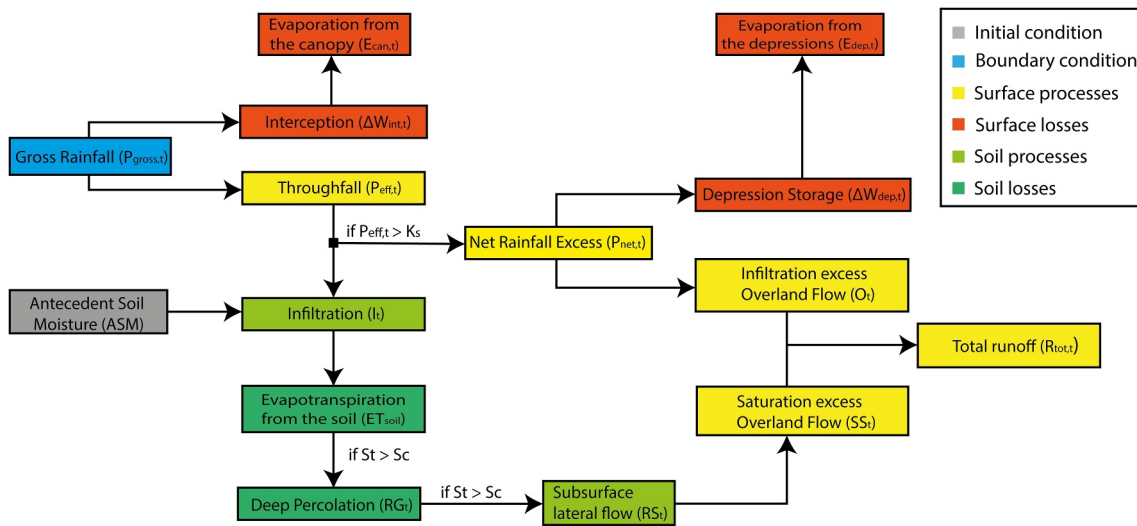 Evaporation from
the canopy (Ecan,t)
Evaporation from
the depressions (Edep,t)
Initial condition
Boundary condition
Surface processes
Surface losses
Soil processes
Soil losses
Interception (ΔWint,t)
Gross Rainfall (Pgross,t)
Throughfall (Peff,t)
Depression Storage (ΔWdep,t)
if Peff,t > Ks
Net Rainfall Excess (Pnet,t)
Infiltration excess
Overland Flow (Ot)
Antecedent Soil
Moisture (ASM)
Infiltration (It)
Total runoff (Rtot,t)
Evapotranspiration
from the soil (ETsoil)
Saturation excess
Overland Flow (SSt)
if St > Sc
Deep Percolation (RGt)
if St > Sc
Subsurface
lateral flow (RSt)